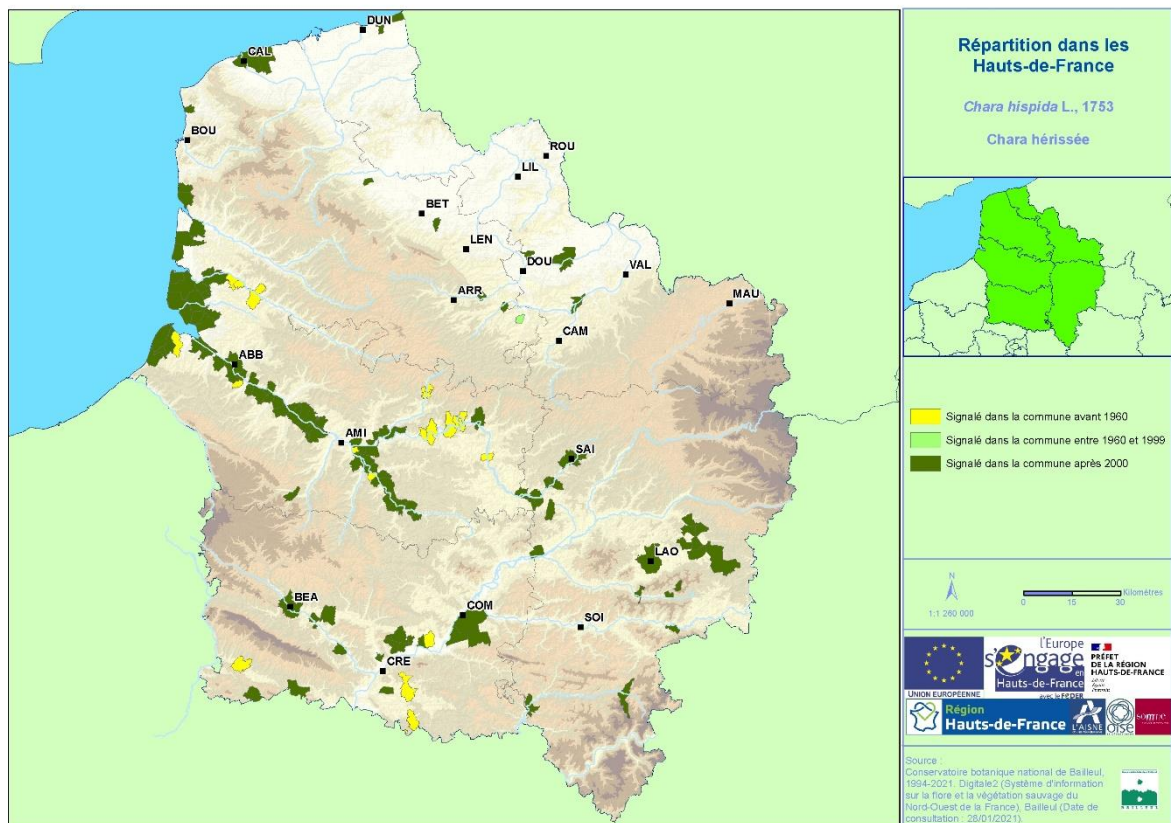 DUN
CAL
BOU
ROU
LIL
BET
LEN
DOU
VAL
ARR
MAU
CAM
ABB
AMI
SAI
LAO
BEA
COM
SOI
CRE
Répartition dans les
Hauts-de-France
Chara hispida L., 1753
Chara hérissée
Signalé dans la commune avant 1960
Signalé dans la commune entre 1960 et 1999
Signalé dans la commune après 2000
N
1:1 260 000
Kilomètres
0 15 30
UNION EUROPÉENNE
l'Europe
s'engage
en
Hauts-de-France
avec le FEDER
PRÉFET
DE LA RÉGION
HAUTS-DE-FRANCE
Région
Hauts-de-France
L'AISNE
oise
somme
Source :
Conservatoire botanique national de Bailleul,
1994-2021. Digitale2 (Système d'information
sur la flore et la végétation sauvage du
Nord-Ouest de la France), Bailleul (Date de
consultation : 28/01/2021).
BAILLEUL